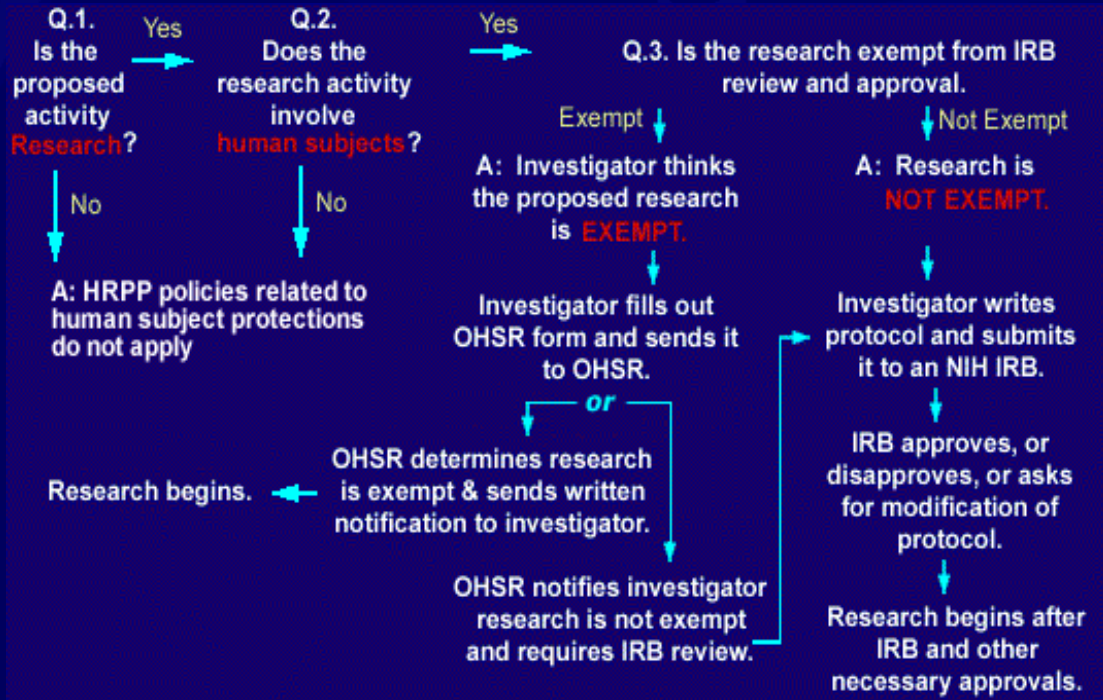 Q.1.
Is the
proposed
activity
Research?
Yes
No
Q.2.
Does the
research activity
involve
human subjects?
Yes
No
A: HRPP policies related to
human subject protections
do not apply
Q.3. Is the research exempt from IRB
review and approval.
Exempt
A: Investigator thinks
the proposed research
is EXEMPT.
Investigator fills out
OHSR form and sends it
to OHSR.
or
OHSR determines research
is exempt & sends written
notification to investigator.
Research begins.
OHSR notifies investigator
research is not exempt
and requires IRB review.
Not Exempt
A: Research is
NOT EXEMPT.
Investigator writes
protocol and submits
it to an NIH IRB.
IRB approves, or
disapproves, or asks
for modification of
protocol.
Research begins after
IRB and other
necessary approvals.